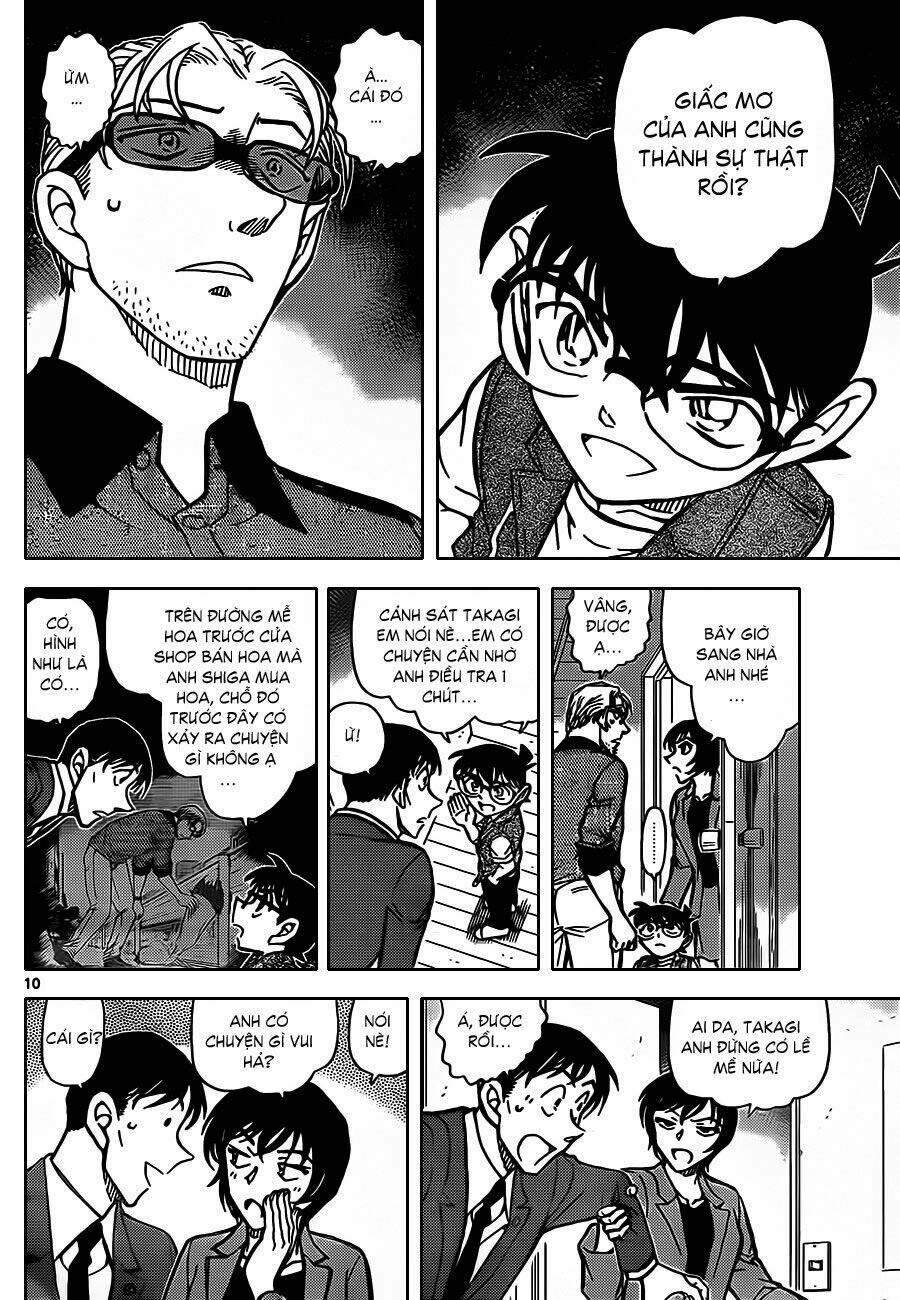 GIẤC MƠ
CỦA ANH CŨNG
THÀNH SỰ THẬT
RỒI?
À...
CÁI ĐÓ
...
ỪM
...
BÂY GIỜ
SANG NHÀ
ANH NHÉ
...
VÂNG,
ĐƯỢC
Ạ...
........
CẢNH SÁT TAKAGI
EM NÓI NÈ...EM CÓ
CHUYỆN CẦN NHỜ
ANH ĐIỀU TRA 1
CHÚT...
Ừ!
TRÊN ĐƯỜNG MỀ
HOA TRƯỚC CỬA
SHOP BÁN HOA MÀ
ANH SHIGA MUA
HOA, CHỖ ĐÓ
TRƯỚC ĐÂY CÓ
XẢY RA CHUYỆN
GÌ KHÔNG Ạ
...
CÓ,
HÌNH
NHƯ LÀ
CÓ...
10
AI DA, TAKAGI
ANH ĐỪNG CÓ LỀ
MỀ NỮA!
Á, ĐƯỢC
RỒI...
NÓI
NÈ!
ANH CÓ
CHUYỆN GÌ VUI
HẢ?
CÁI GÌ?